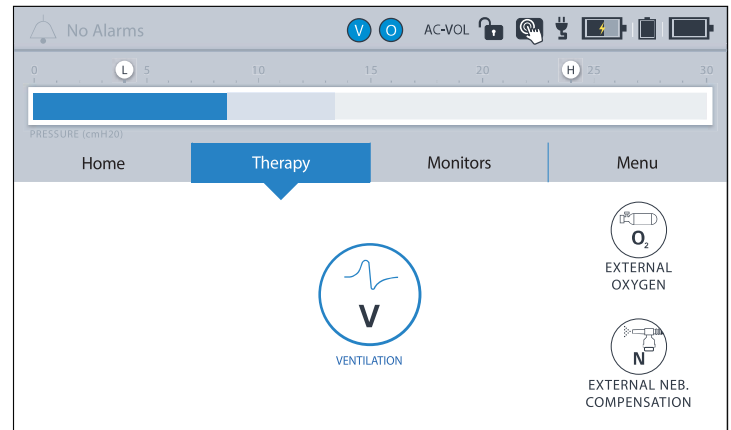 No Alarms
V O AC-VOL
0 L 5 10 15 20 H 25 30
PRESSURE (cmH20)
Home Therapy Monitors Menu
V
VENTILATION
O2
EXTERNAL
OXYGEN
N
EXTERNAL NEB.
COMPENSATION